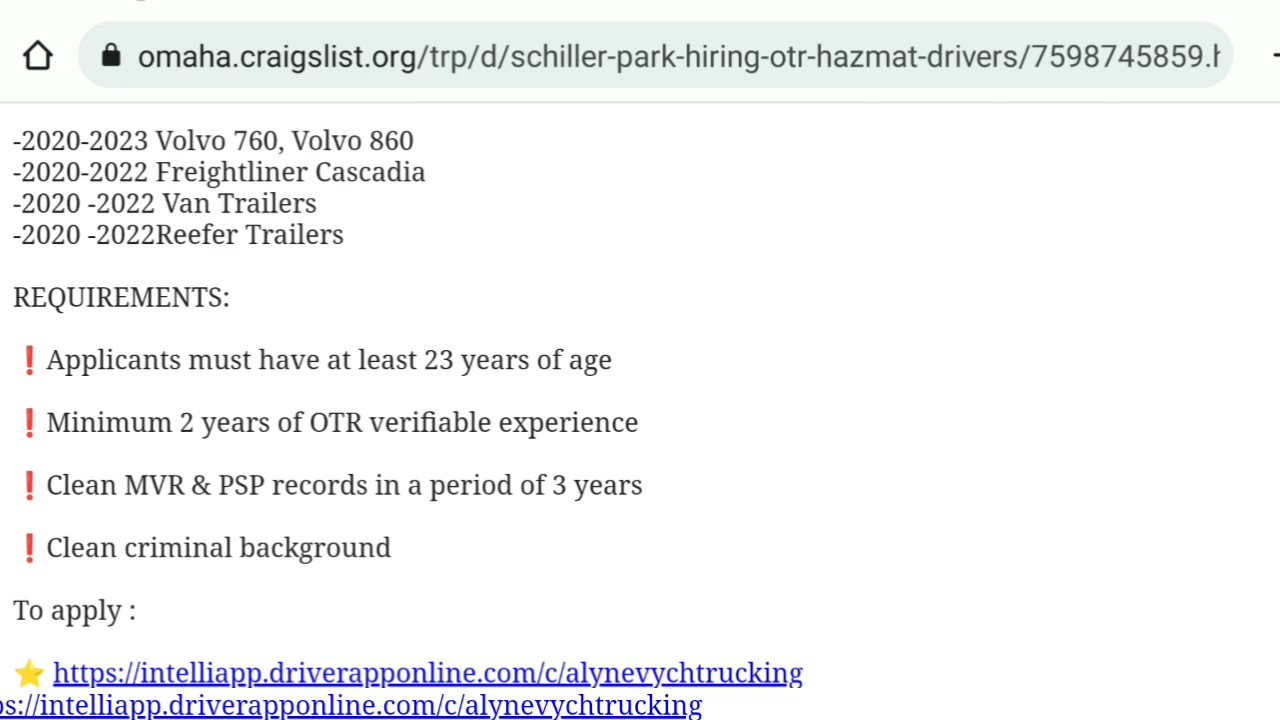 omaha.craigslist.org/trp/d/schiller-park-hiring-otr-hazmat-drivers/7598745859.h
-2020-2023 Volvo 760, Volvo 860
-2020-2022 Freightliner Cascadia
-2020 -2022 Van Trailers
-2020 -2022Reefer Trailers
REQUIREMENTS:
❗Applicants must have at least 23 years of age
❗Minimum 2 years of OTR verifiable experience
❗Clean MVR & PSP records in a period of 3 years
❗Clean criminal background
To apply :
⭐ https://intelliapp.driverapponline.com/c/alynevychtrucking
ps://intelliapp.driverapponline.com/c/alynevychtrucking